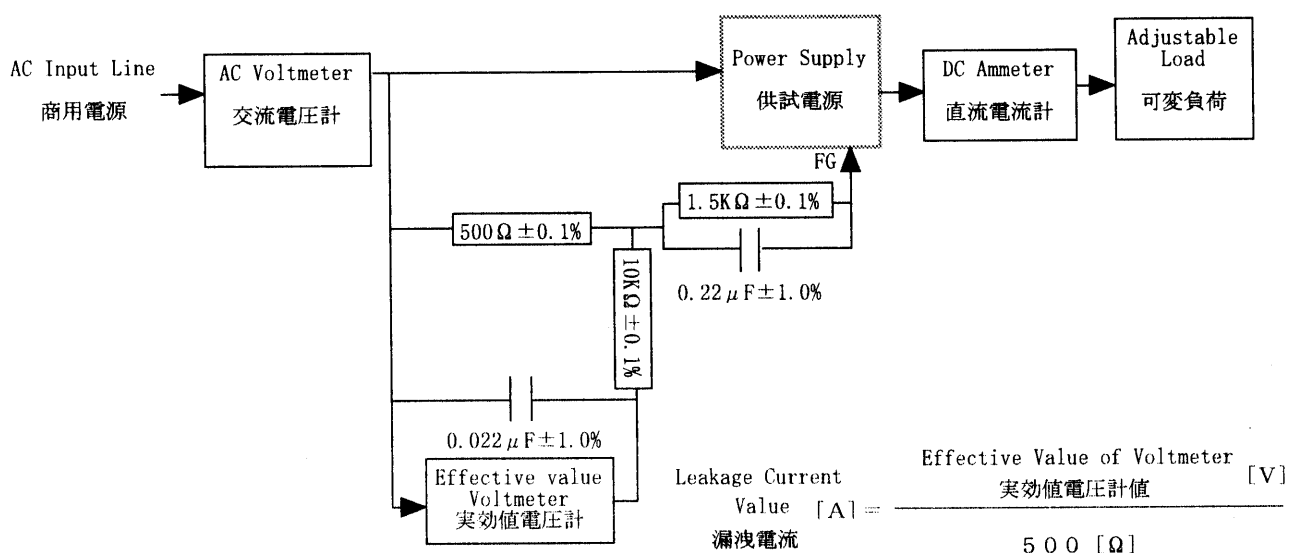 AC Input Line
商用電源
AC Voltmeter
交流電圧計
Power Supply
供試電源
DC Ammeter
直流電流計
Adjustable
Load
可変負荷
FG
1.5KΩ±0.1%
500Ω±0.1%
10KΩ±0.1%
0.22μF±1.0%
0.022μF±1.0%
Effective value
Voltmeter
実効値電圧計
Leakage Current
Value [A]=
漏洩電流
Effective Value of Voltmeter [V]
実効値電圧計値
500 [Ω]